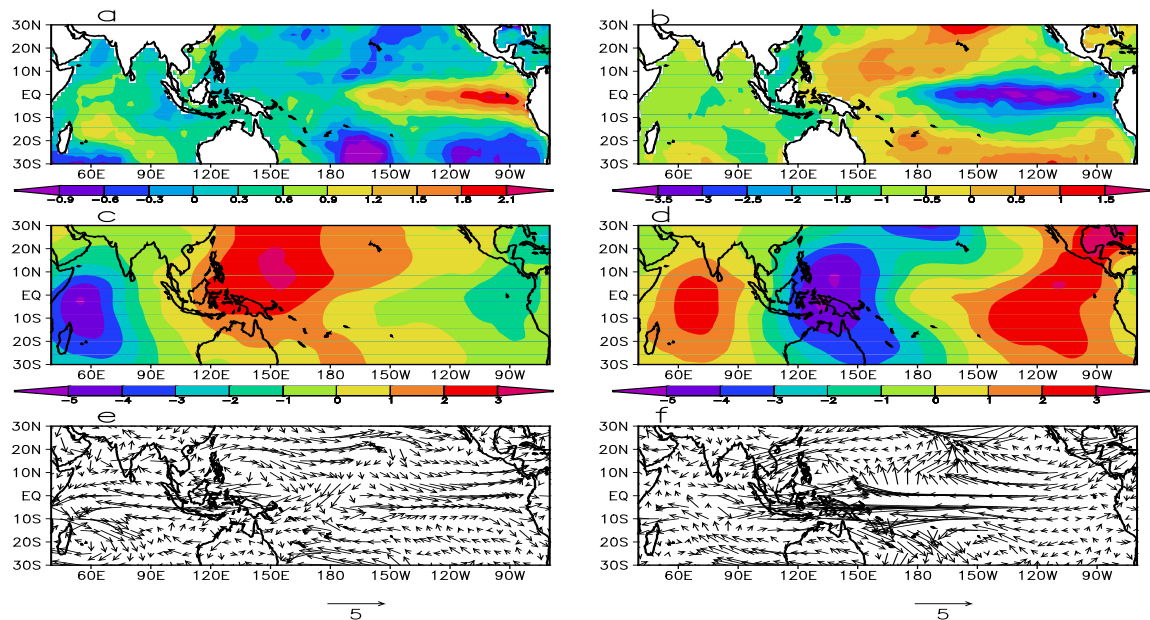 a
30N
20N
10N
EQ
10S
20S
30S
60E 90E 120E 150E 180 150W 120W 90W
-0.9 -0.6 -0.3 0 0.3 0.6 0.9 1.2 1.5 1.8 2.1
b
30N
20N
10N
EQ
10S
20S
30S
60E 90E 120E 150E 180 150W 120W 90W
-3.5 -3 -2.5 -2 -1.5 -1 -0.5 0 0.5 1 1.5
c
30N
20N
10N
EQ
10S
20S
30S
60E 90E 120E 150E 180 150W 120W 90W
-5 -4 -3 -2 -1 0 1 2 3
d
30N
20N
10N
EQ
10S
20S
30S
60E 90E 120E 150E 180 150W 120W 90W
-5 -4 -3 -2 -1 0 1 2 3
e
30N
20N
10N
EQ
10S
20S
30S
60E 90E 120E 150E 180 150W 120W 90W
5
f
30N
20N
10N
EQ
10S
20S
30S
60E 90E 120E 150E 180 150W 120W 90W
5